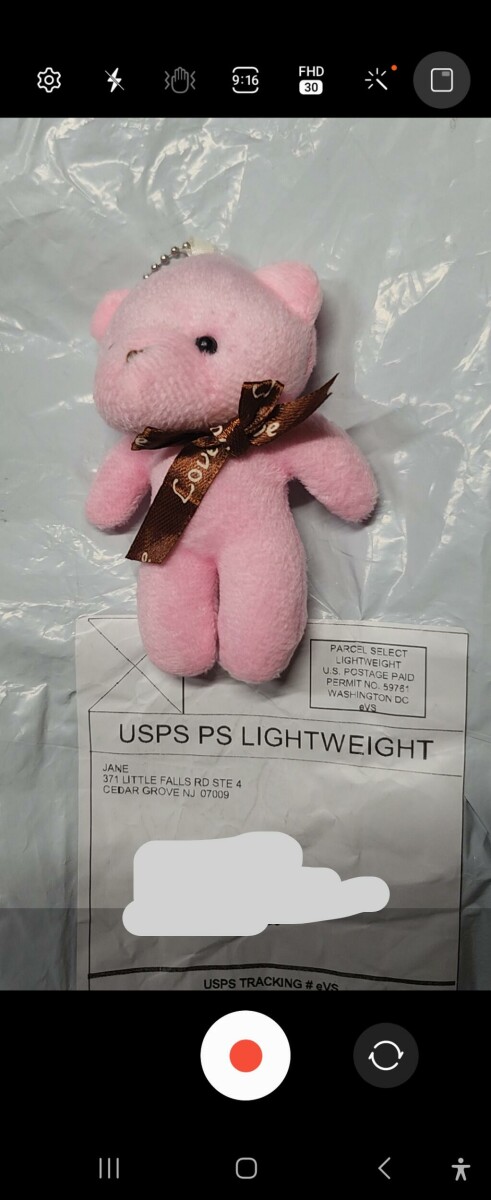 9:16
FHD
30
Love
PARCEL SELECT
LIGHTWEIGHT
U.S. POSTAGE PAID
PERMIT NO. 59761
WASHINGTON DC
eVS
USPS PS LIGHTWEIGHT
JANE
371 LITTLE FALLS RD STE 4
CEDAR GROVE NJ 07009
USPS TRACKING # eVS